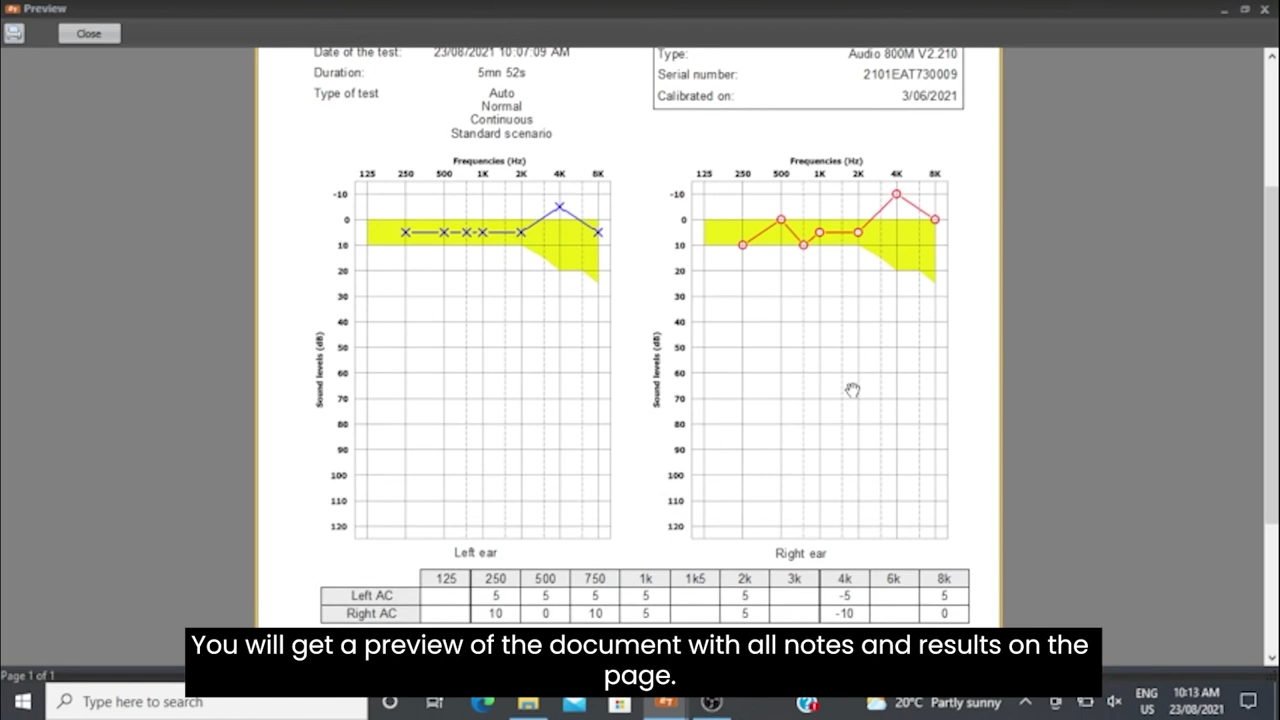 Preview
Close
Date of the test: 23/08/2021 10:07:09 AM
Duration: 5mn 52s
Type of test Auto
Normal
Continuous
Standard scenario
Type: Audio 800M V2.210
Serial number: 2101EAT730009
Calibrated on: 3/06/2021
Frequencies (Hz)
125 250 500 1K 2K 4K 8K
-10
0
10
20
30
40
50
60
70
80
90
100
110
120
Sound levels (dB)
Left ear
Frequencies (Hz)
125 250 500 1K 2K 4K 8K
-10
0
10
20
30
40
50
60
70
80
90
100
110
120
Sound levels (dB)
Right ear
125 250 500 750 1k 1k5 2k 3k 4k 6k 8k
Left AC 5 5 5 5 5 -5 5
Right AC 10 0 10 5 5 -10 0
You will get a preview of the document with all notes and results on the
page.
Page 1 of 1
Type here to search
20°C Partly sunny
ENG
US
10:13 AM
23/08/2021